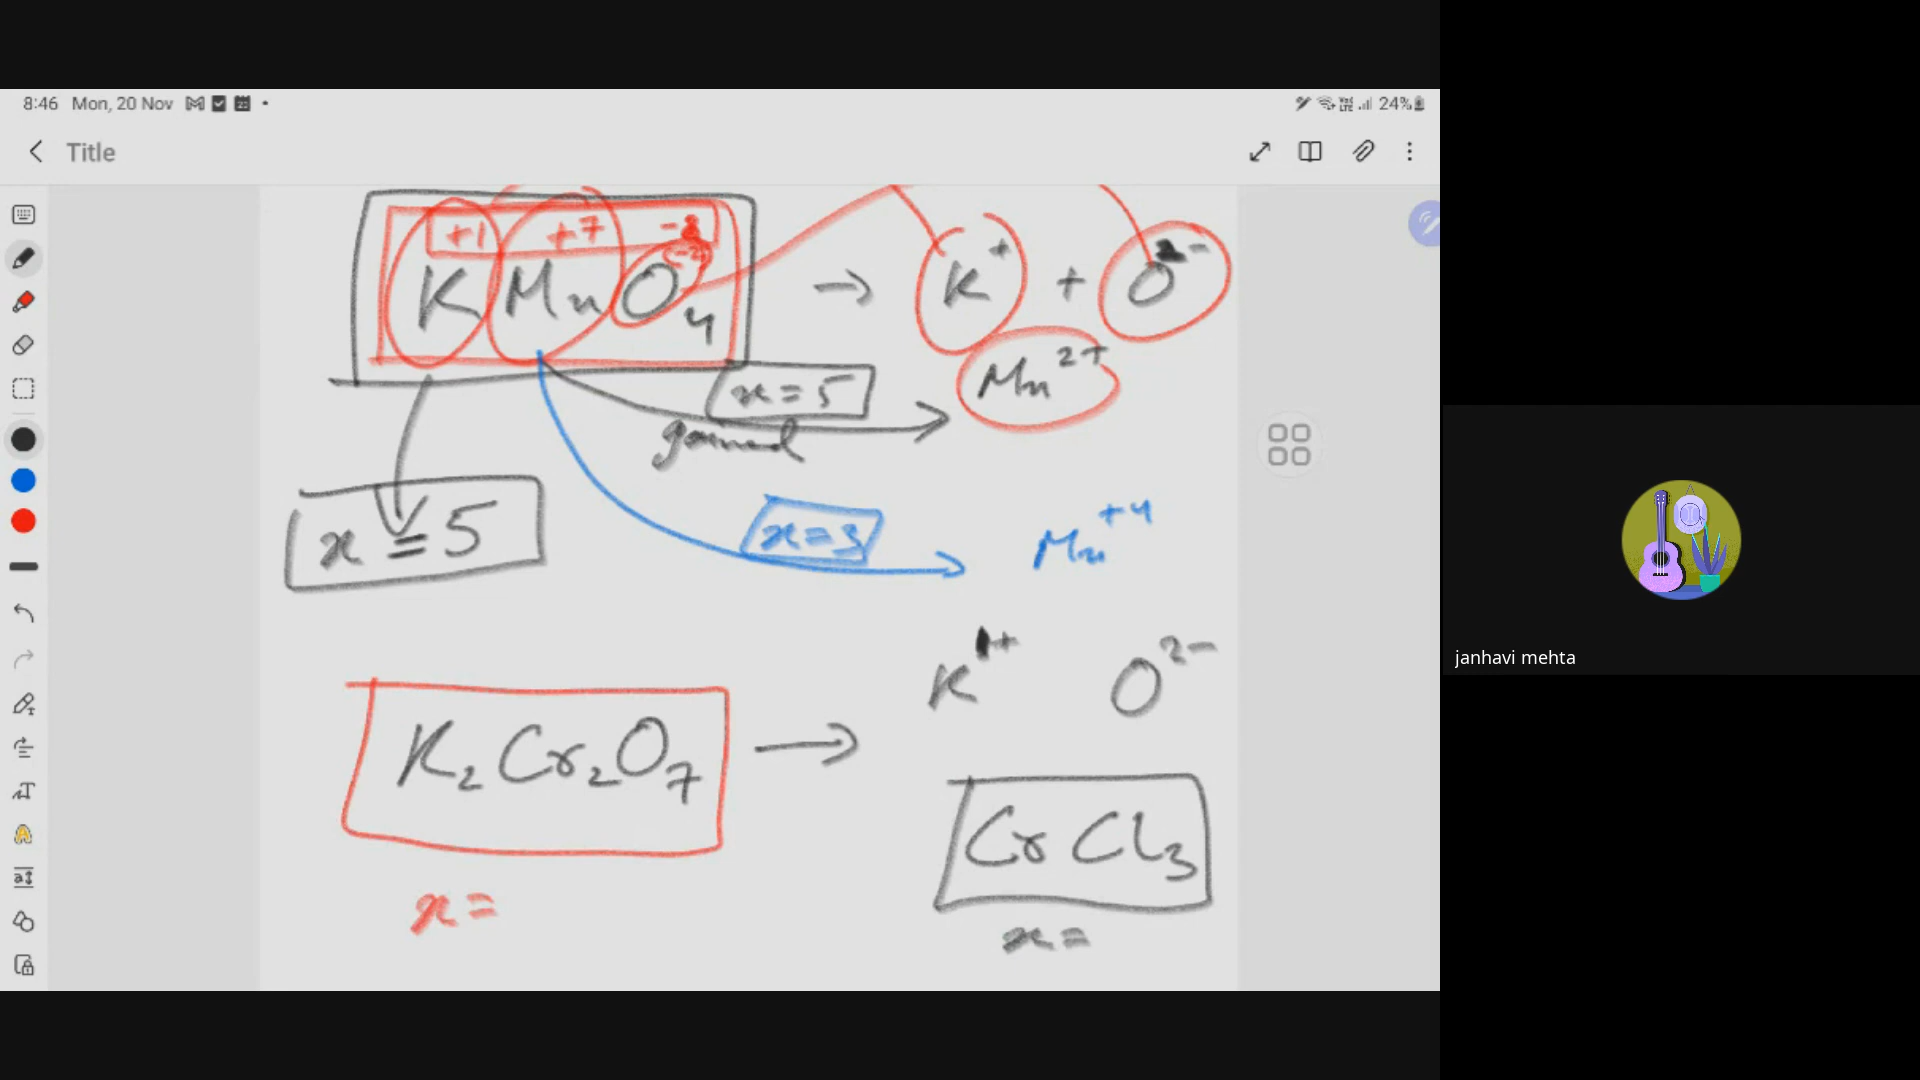 8:46 Mon, 20 Nov 24%
Title
+1 +7
KMnO4 → K+ + O2-
x=5 Mn2+
gained
x = 5
x=3 Mn+4
K1+ O2-
K2Cr2O7 →
CrCl3
x=
x=
janhavi mehta